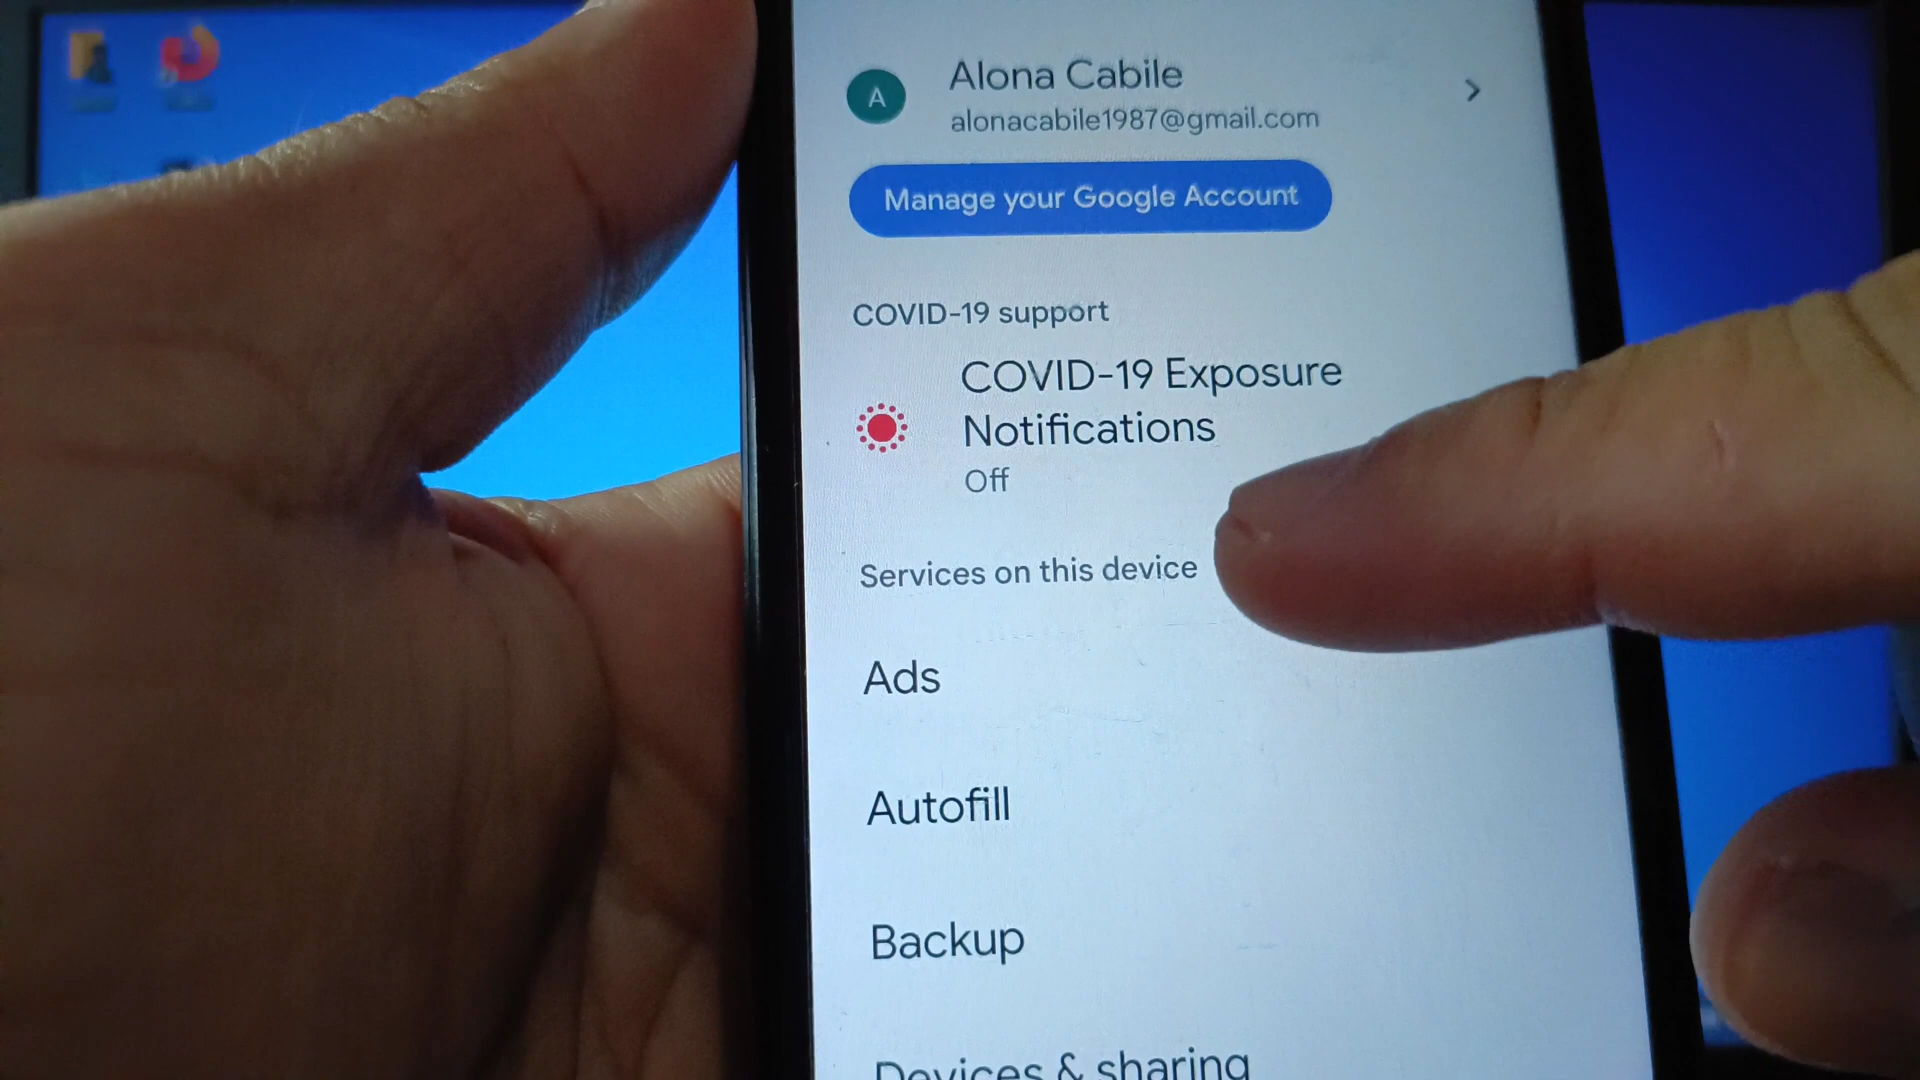 Alona Cabile
A
alonacabile1987@gmail.com
Manage your Google Account
COVID-19 support
COVID-19 Exposure
Notifications
Off
Services on this device
Ads
Autofill
Backup
Devices & sharing